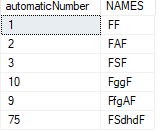 automaticNumber NAMES
1 FF
2 FAF
3 FSF
10 FggF
9 FfgAF
75 FSdhdF